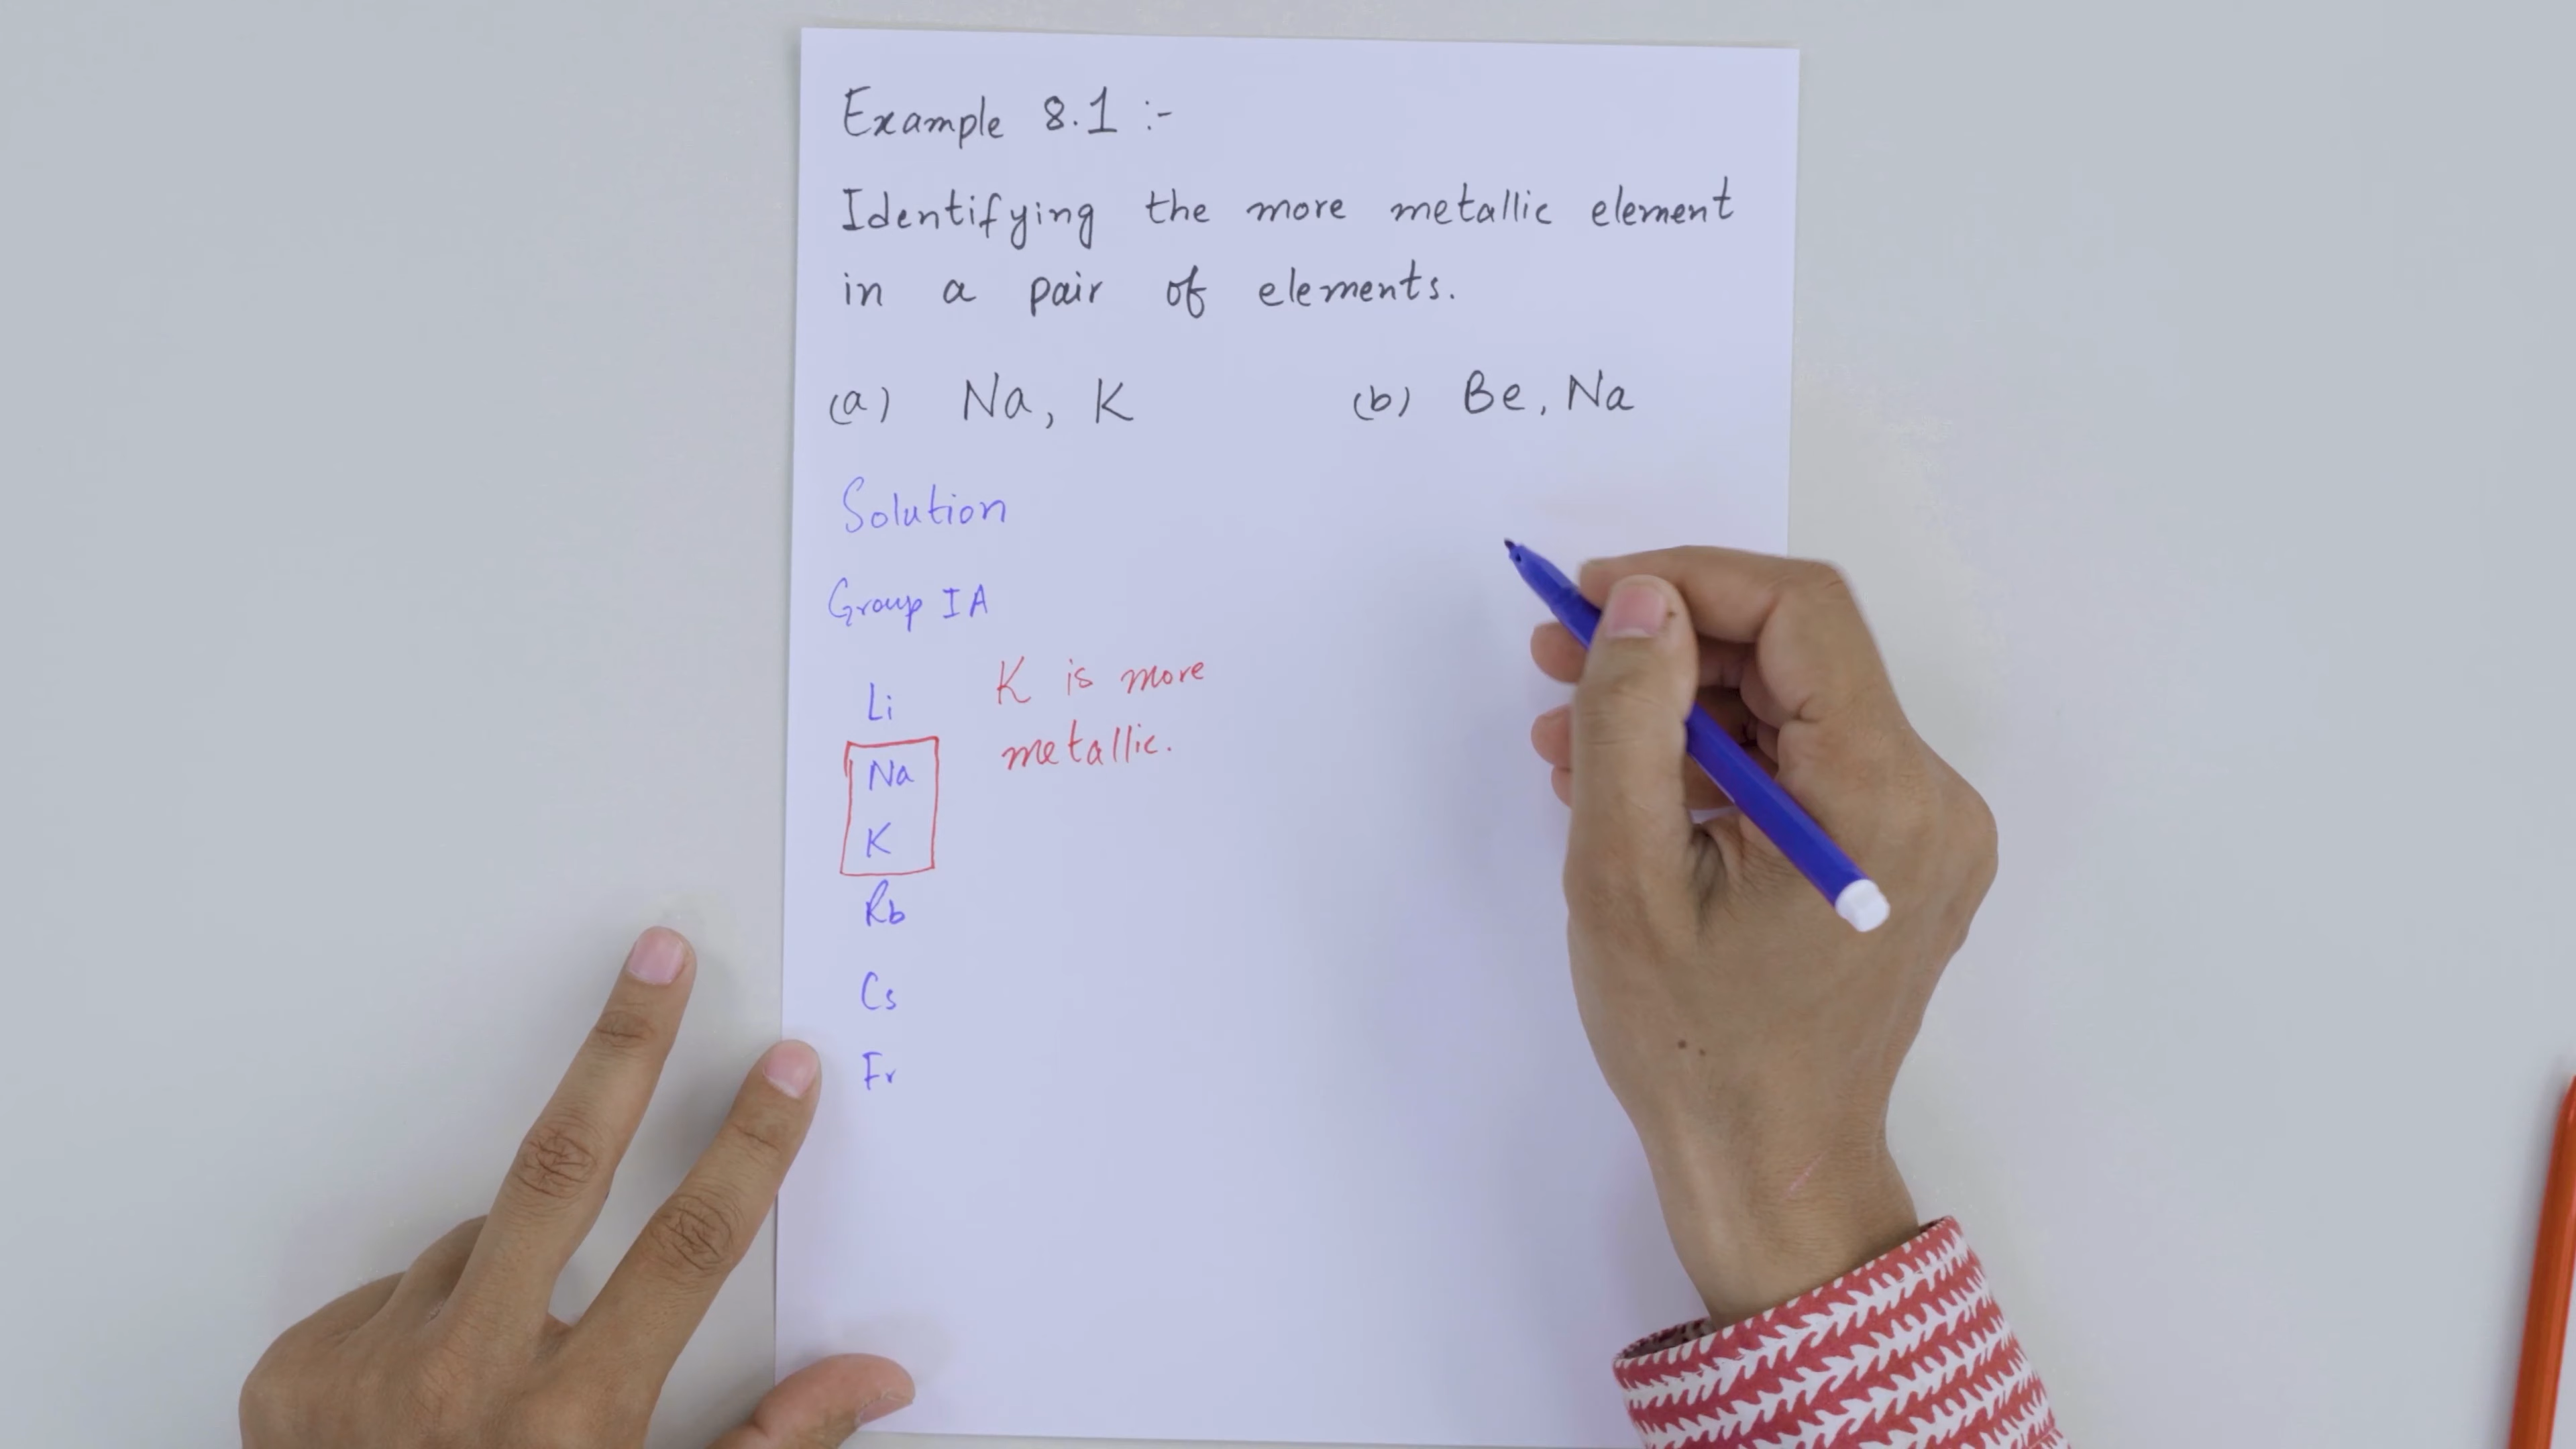 Example 8.1 :-
Identifying the more metallic element
in a pair of elements.
(a) Na, K
(b) Be, Na
Solution
Group IA
Li
Na
K
Rb
Cs
Fr
K is more
metallic.